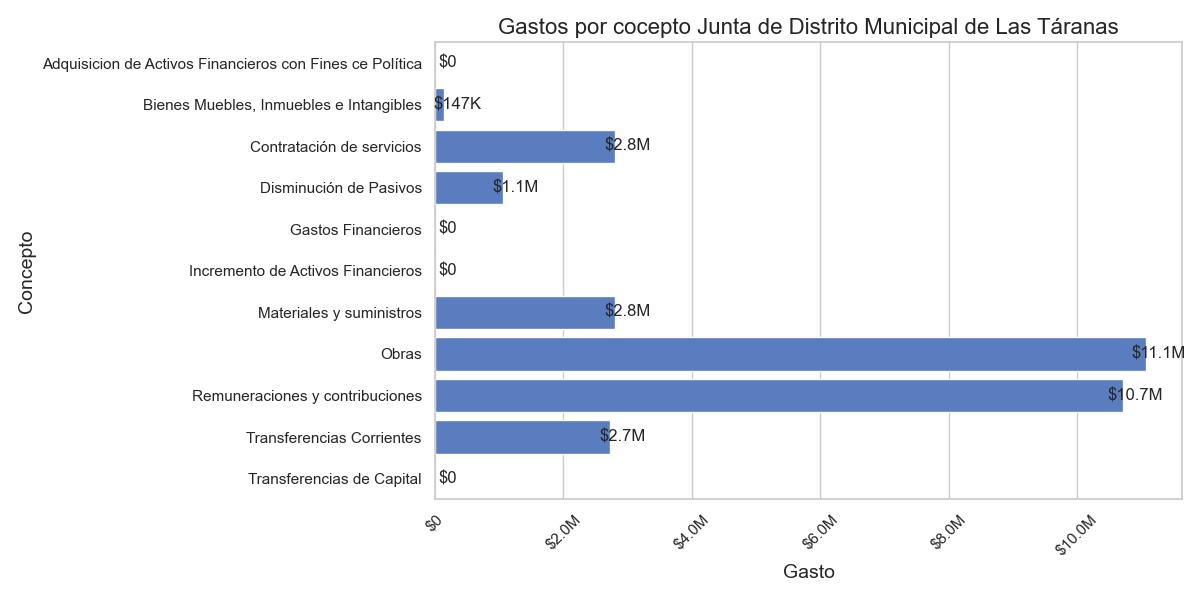 Gastos por cocepto Junta de Distrito Municipal de Las Táranas
Adquisicion de Activos Financieros con Fines ce Política $0
Bienes Muebles, Inmuebles e Intangibles $147K
Contratación de servicios $2.8M
Disminución de Pasivos $1.1M
Gastos Financieros $0
Incremento de Activos Financieros $0
Materiales y suministros $2.8M
Obras $11.1M
Remuneraciones y contribuciones $10.7M
Transferencias Corrientes $2.7M
Transferencias de Capital $0
Concepto
$0 $2.0M $4.0M $6.0M $8.0M $10.0M
Gasto